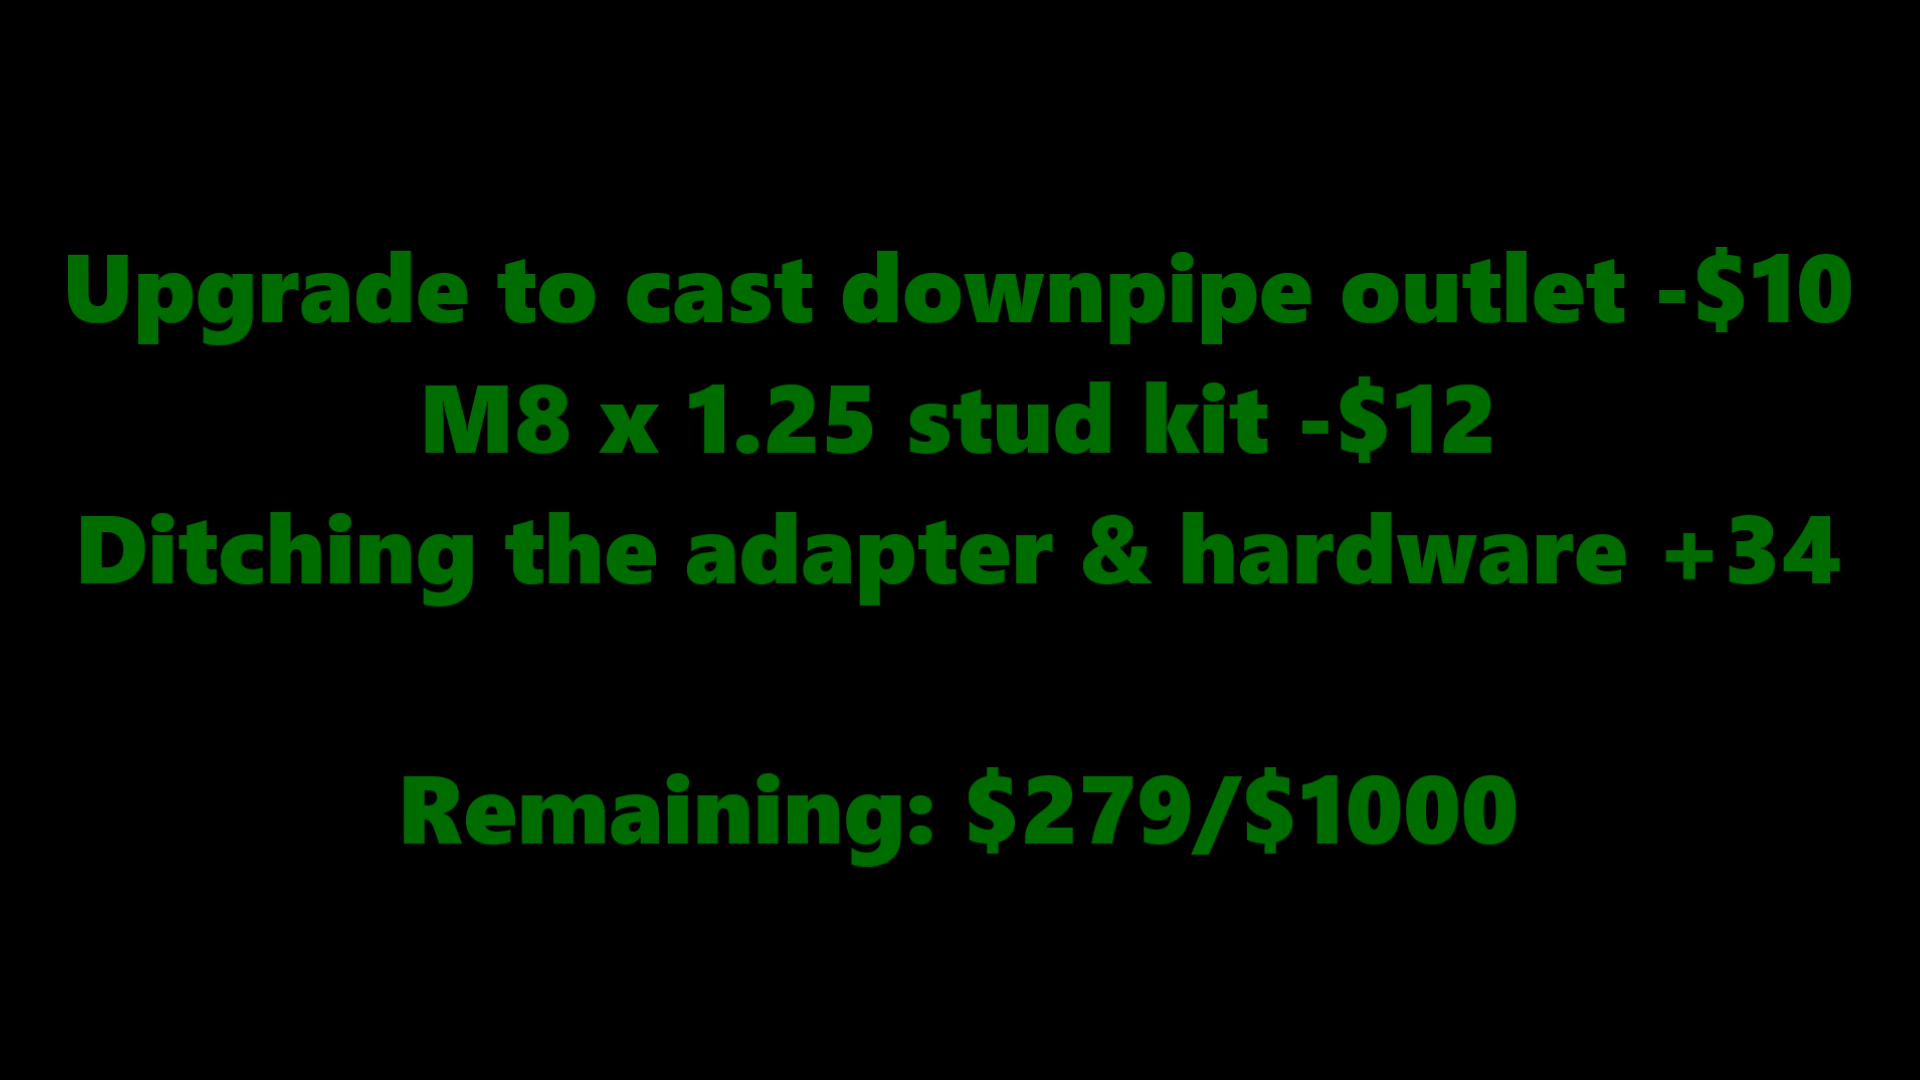 Upgrade to cast downpipe outlet -$10
M8 x 1.25 stud kit -$12
Ditching the adapter & hardware +34
Remaining: $279/$1000